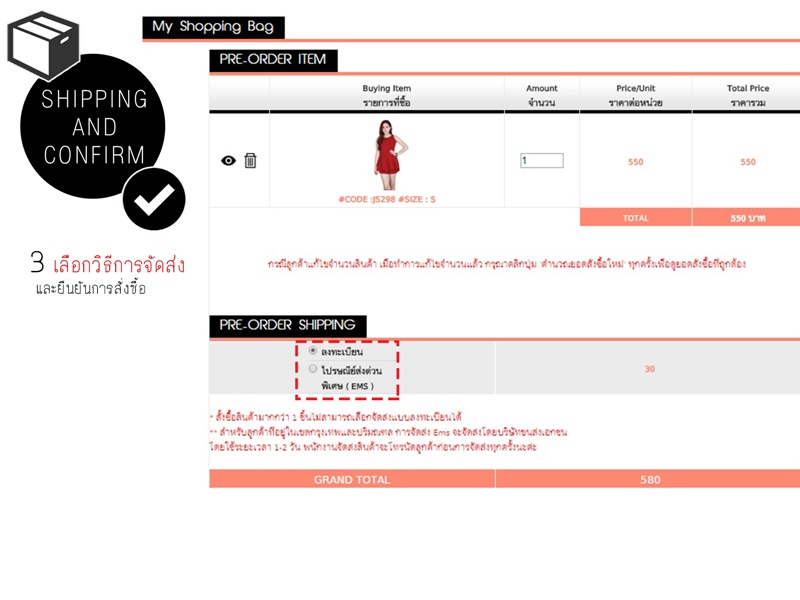 My Shopping Bag
SHIPPING
AND
CONFIRM
3 เลือกวิธีการจัดส่ง
และยืนยันการสั่งซื้อ
PRE-ORDER ITEM
Buying Item
รายการที่ซื้อ
Amount
จำนวน
Price/Unit
ราคาต่อหน่วย
Total Price
ราคารวม
1
550
550
#CODE :JS298 #SIZE : S
TOTAL
550 บาท
กรณีลูกค้าแก้ไขจำนวนสินค้า เมื่อทำการแก้ไขจำนวนแล้ว กรุณาคลิกปุ่ม 'คำนวณยอดสั่งซื้อใหม่' ทุกครั้งเพื่อดูยอดสั่งซื้อที่ถูกต้อง
PRE-ORDER SHIPPING
ลงทะเบียน
ไปรษณีย์ส่งด่วน
พิเศษ ( EMS )
30
* สั่งซื้อสินค้ามากกว่า 1 ชิ้นไม่สามารถเลือกจัดส่งแบบลงทะเบียนได้
** สำหรับลูกค้าที่อยู่ในเขตกรุงเทพและปริมณฑล การจัดส่ง Ems จะจัดส่งโดยบริษัทขนส่งเอกชน
โดยใช้ระยะเวลา 1-2 วัน พนักงานจัดส่งสินค้าจะโทรนัดลูกค้าก่อนการจัดส่งทุกครั้งนะคะ
GRAND TOTAL
580